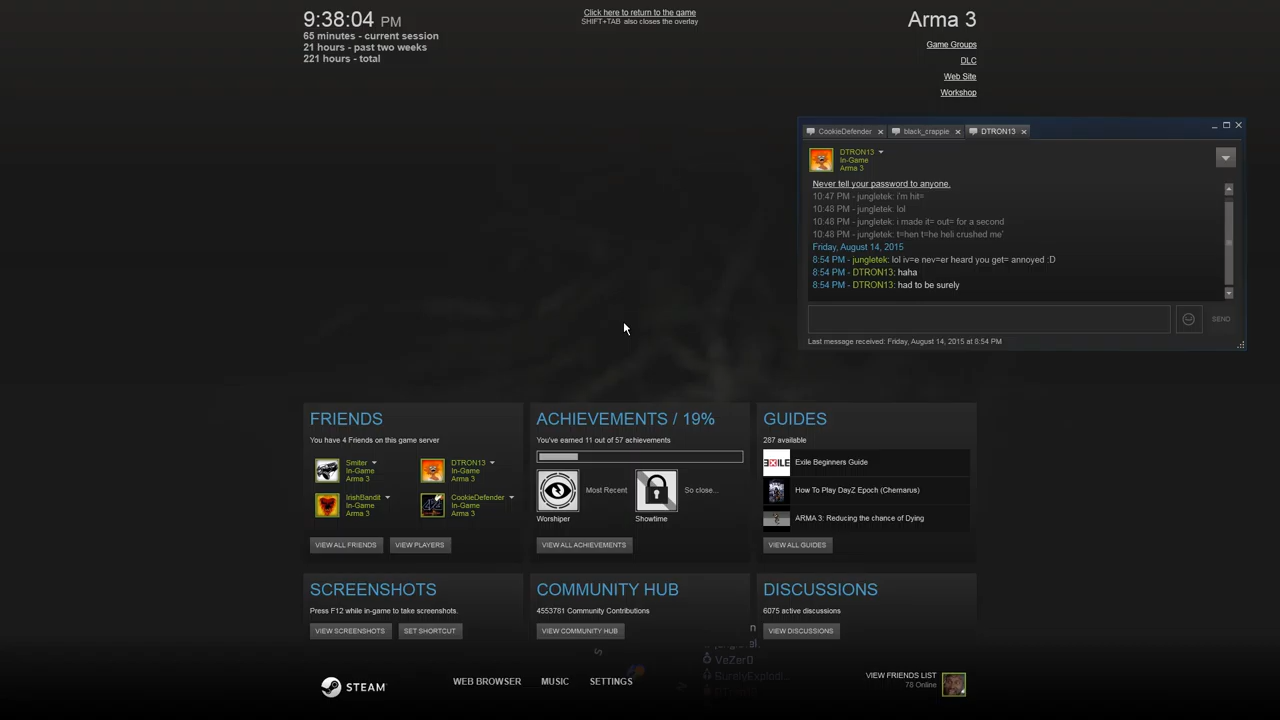 9:38:04 PM
65 minutes - current session
21 hours - past two weeks
221 hours - total
Click here to return to the game
SHIFT+TAB also closes the overlay
Arma 3
Game Groups
DLC
Web Site
Workshop
CookieDefender
black_crappie
DTRON13
DTRON13
In-Game
Arma 3
Never tell your password to anyone.
10:47 PM - jungletek: i'm hit=
10:48 PM - jungletek: lol
10:48 PM - jungletek: i made it= out= for a second
10:48 PM - jungletek: t=hen t=he heli crushed me'
Friday, August 14, 2015
8:54 PM - jungletek: lol iv=e nev=er heard you get= annoyed :D
8:54 PM - DTRON13: haha
8:54 PM - DTRON13: had to be surely
SEND
Last message received: Friday, August 14, 2015 at 8:54 PM
FRIENDS
You have 4 Friends on this game server
Smiter
In-Game
Arma 3
DTRON13
In-Game
Arma 3
IrishBandit
In-Game
Arma 3
CookieDefender
In-Game
Arma 3
VIEW ALL FRIENDS
VIEW PLAYERS
ACHIEVEMENTS / 19%
You've earned 11 out of 57 achievements
Most Recent
So close...
Worshiper
Showtime
VIEW ALL ACHIEVEMENTS
GUIDES
287 available
EXILE
Exile Beginners Guide
How To Play DayZ Epoch (Chernarus)
ARMA 3: Reducing the chance of Dying
VIEW ALL GUIDES
SCREENSHOTS
Press F12 while in-game to take screenshots.
VIEW SCREENSHOTS
SET SHORTCUT
COMMUNITY HUB
4553781 Community Contributions
VIEW COMMUNITY HUB
DISCUSSIONS
6075 active discussions
VIEW DISCUSSIONS
STEAM
WEB BROWSER
MUSIC
SETTINGS
VIEW FRIENDS LIST
78 Online